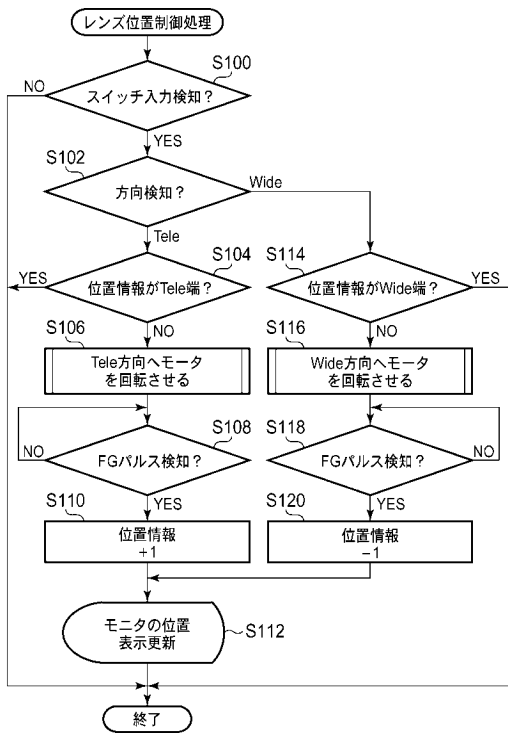 レンズ位置制御処理
S100
NO
スイッチ入力検知？
YES
S102
方向検知？
Wide
Tele
S104
YES
位置情報がTele端？
NO
S114
位置情報がWide端？
YES
NO
S106
Tele方向へモータ
を回転させる
S116
Wide方向へモータ
を回転させる
S108
NO
FGパルス検知？
YES
S118
FGパルス検知？
NO
YES
S110
位置情報
+1
S120
位置情報
−1
モニタの位置
表示更新
S112
終了